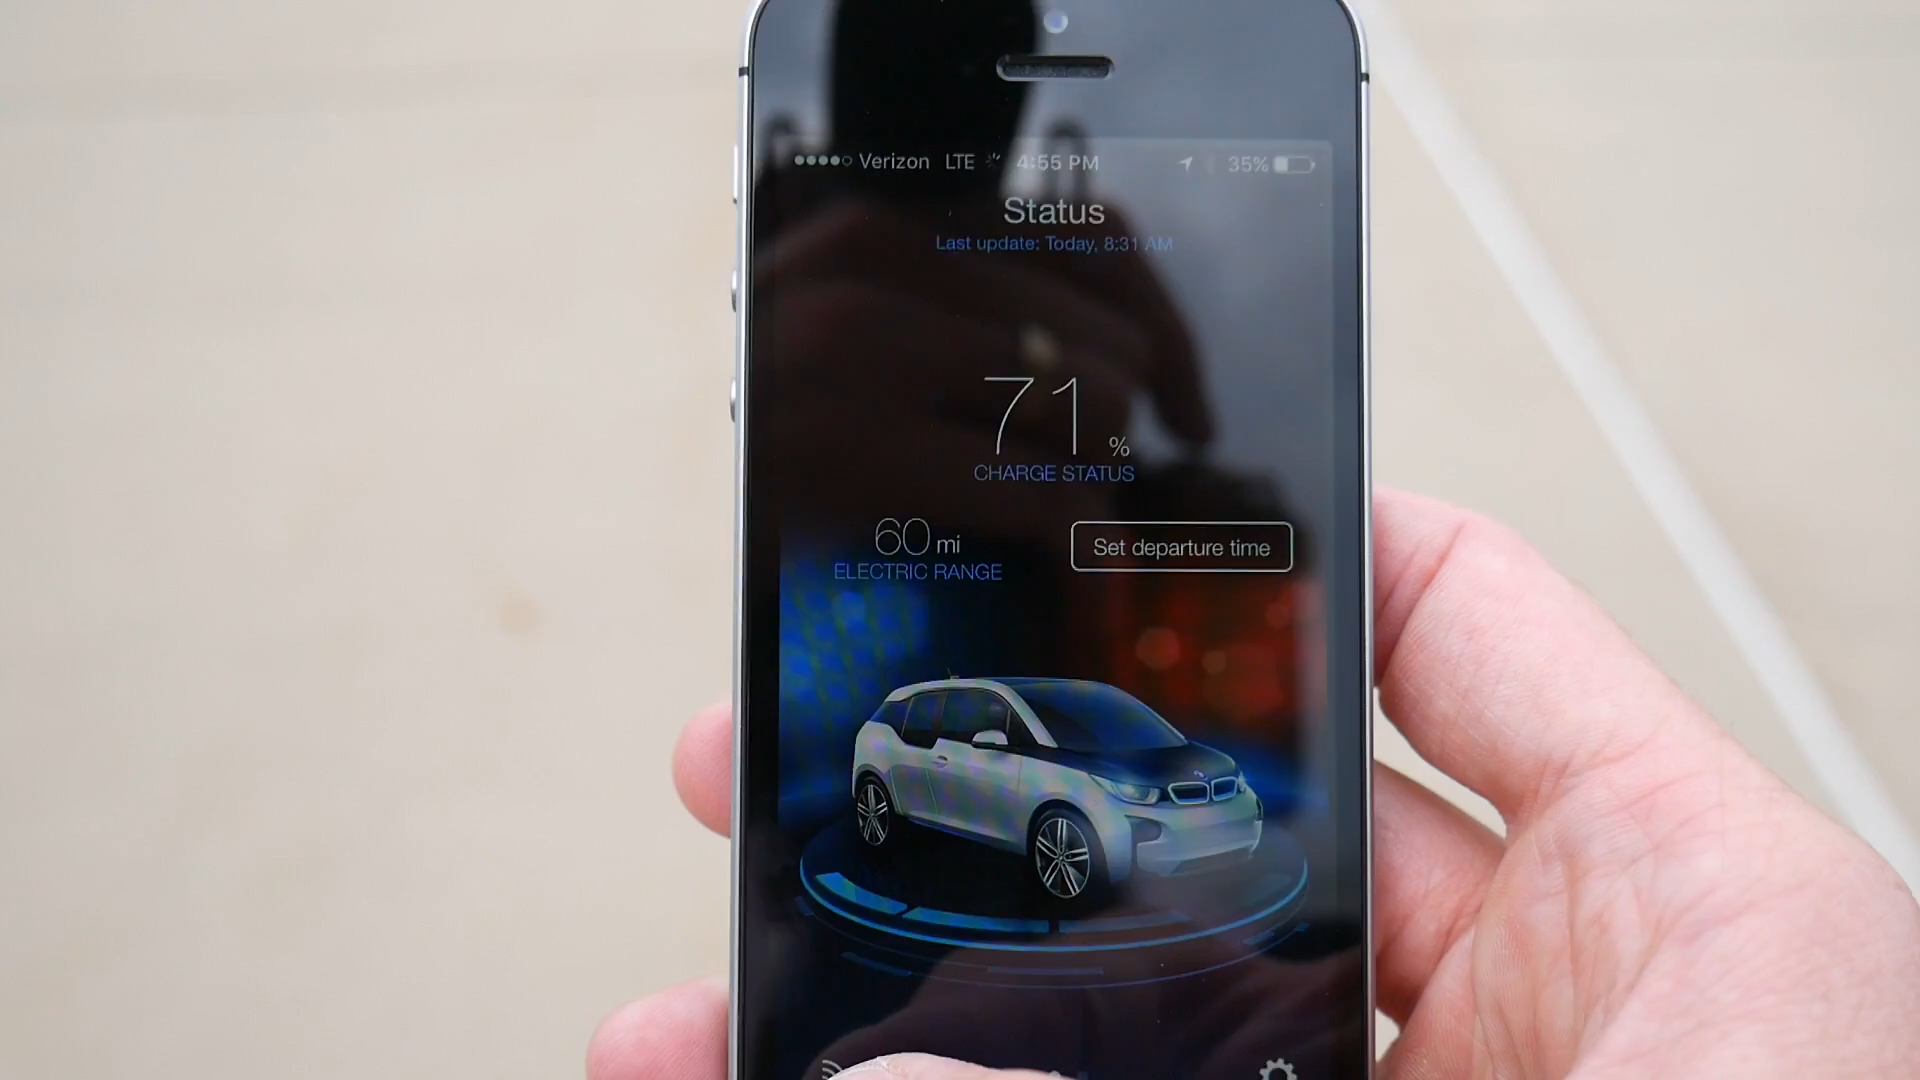 Verizon LTE 4:55 PM 35%
Status
Last update: Today, 8:31 AM
71 %
CHARGE STATUS
60 mi
ELECTRIC RANGE
Set departure time